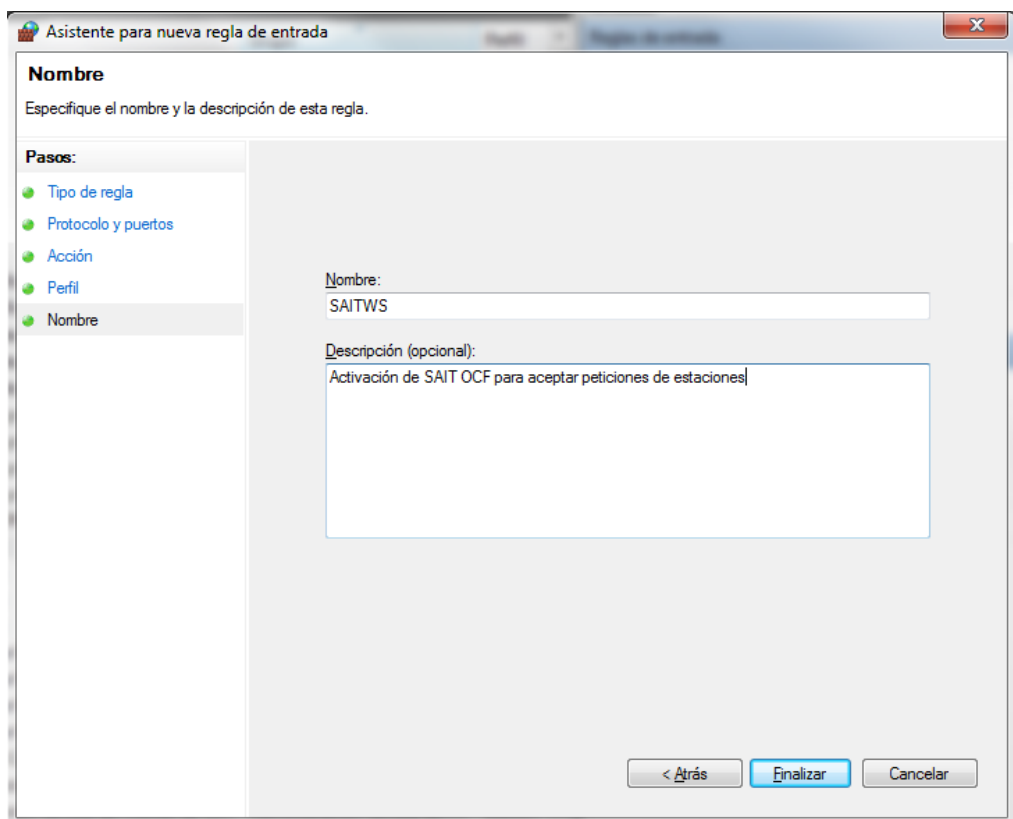 Asistente para nueva regla de entrada
Nombre
Especifique el nombre y la descripción de esta regla.
Pasos:
Tipo de regla
Protocolo y puertos
Acción
Perfil
Nombre
Nombre:
SAITWS
Descripción (opcional):
Activación de SAIT OCF para aceptar peticiones de estaciones
< Atrás
Finalizar
Cancelar